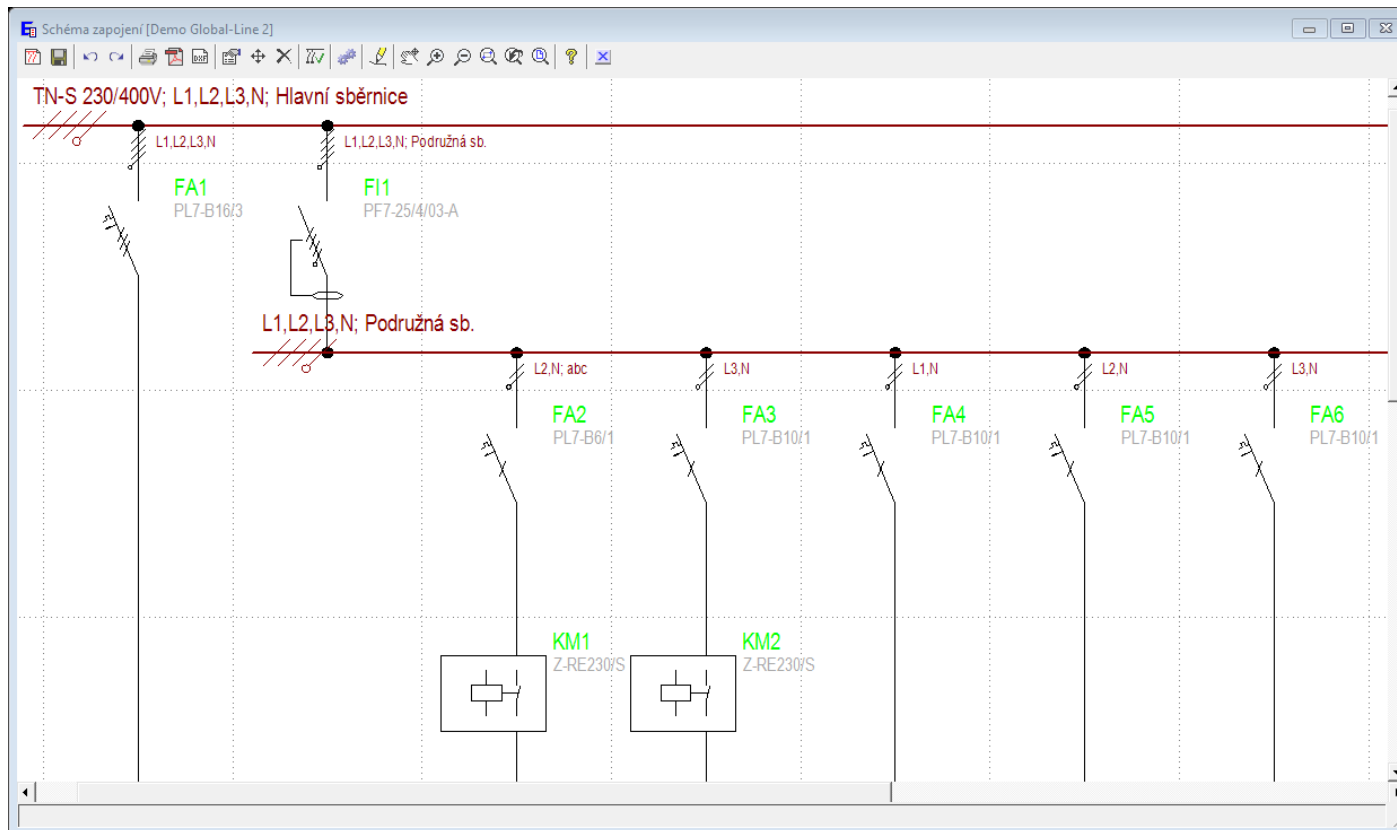 Schéma zapojení [Demo Global-Line 2]
DXF
TN-S 230/400V; L1,L2,L3,N; Hlavní sběrnice
L1,L2,L3,N
L1,L2,L3,N; Podružná sb.
FA1
PL7-B16/3
FI1
PF7-25/4/03-A
L1,L2,L3,N; Podružná sb.
L2,N; abc
L3,N
L1,N
L2,N
L3,N
FA2
PL7-B6/1
FA3
PL7-B10/1
FA4
PL7-B10/1
FA5
PL7-B10/1
FA6
PL7-B10/1
KM1
Z-RE230/S
KM2
Z-RE230/S